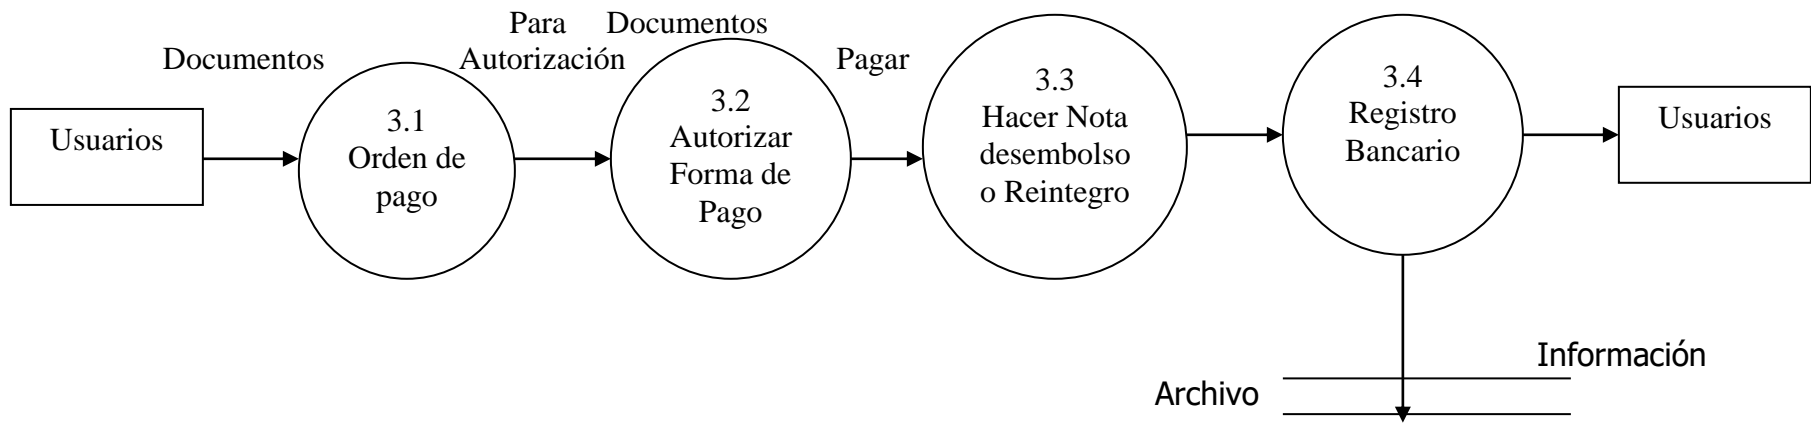 Para Documentos
Documentos Autorización Pagar
Usuarios
3.1
Orden de
pago
3.2
Autorizar
Forma de
Pago
3.3
Hacer Nota
desembolso
o Reintegro
3.4
Registro
Bancario
Usuarios
Información
Archivo